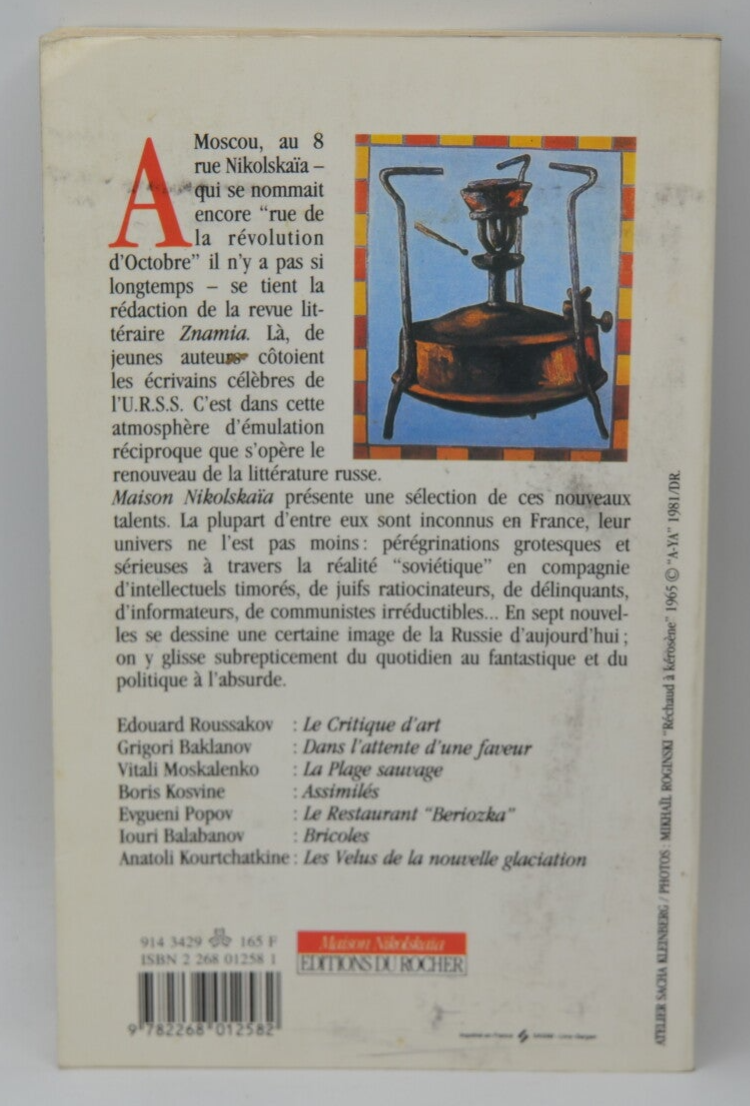 A Moscou, au 8
rue Nikolskaïa –
qui se nommait
encore “rue de
la révolution
d’Octobre” il n’y a pas si
longtemps – se tient la
rédaction de la revue lit-
téraire Znamia. Là, de
jeunes auteurs côtoient
les écrivains célèbres de
l’U.R.S.S. C’est dans cette
atmosphère d’émulation
réciproque que s’opère le
renouveau de la littérature russe.
Maison Nikolskaïa présente une sélection de ces nouveaux
talents. La plupart d’entre eux sont inconnus en France, leur
univers ne l’est pas moins : pérégrinations grotesques et
sérieuses à travers la réalité “soviétique” en compagnie
d’intellectuels timorés, de juifs ratiocinateurs, de délinquants,
d’informateurs, de communistes irréductibles... En sept nouvel-
les se dessine une certaine image de la Russie d’aujourd’hui ;
on y glisse subrepticement du quotidien au fantastique et du
politique à l’absurde.
Edouard Roussakov : Le Critique d’art
Grigori Baklanov : Dans l’attente d’une faveur
Vitali Moskalenko : La Plage sauvage
Boris Kosvine : Assimilés
Evgueni Popov : Le Restaurant “Beriozka”
Iouri Balabanov : Bricoles
Anatoli Kourtchatkine : Les Velus de la nouvelle glaciation
914 3429 165 F
ISBN 2 268 01258 1
9 782268 012582
Maison Nikolskaïa
EDITIONS DU ROCHER
Imprimé en France
ATELIER SACHA KLEINBERG / PHOTOS : MIKHAÏL ROGINSKI “Réchaud à kérosène” 1965 © “A-YA” 1981/DR.